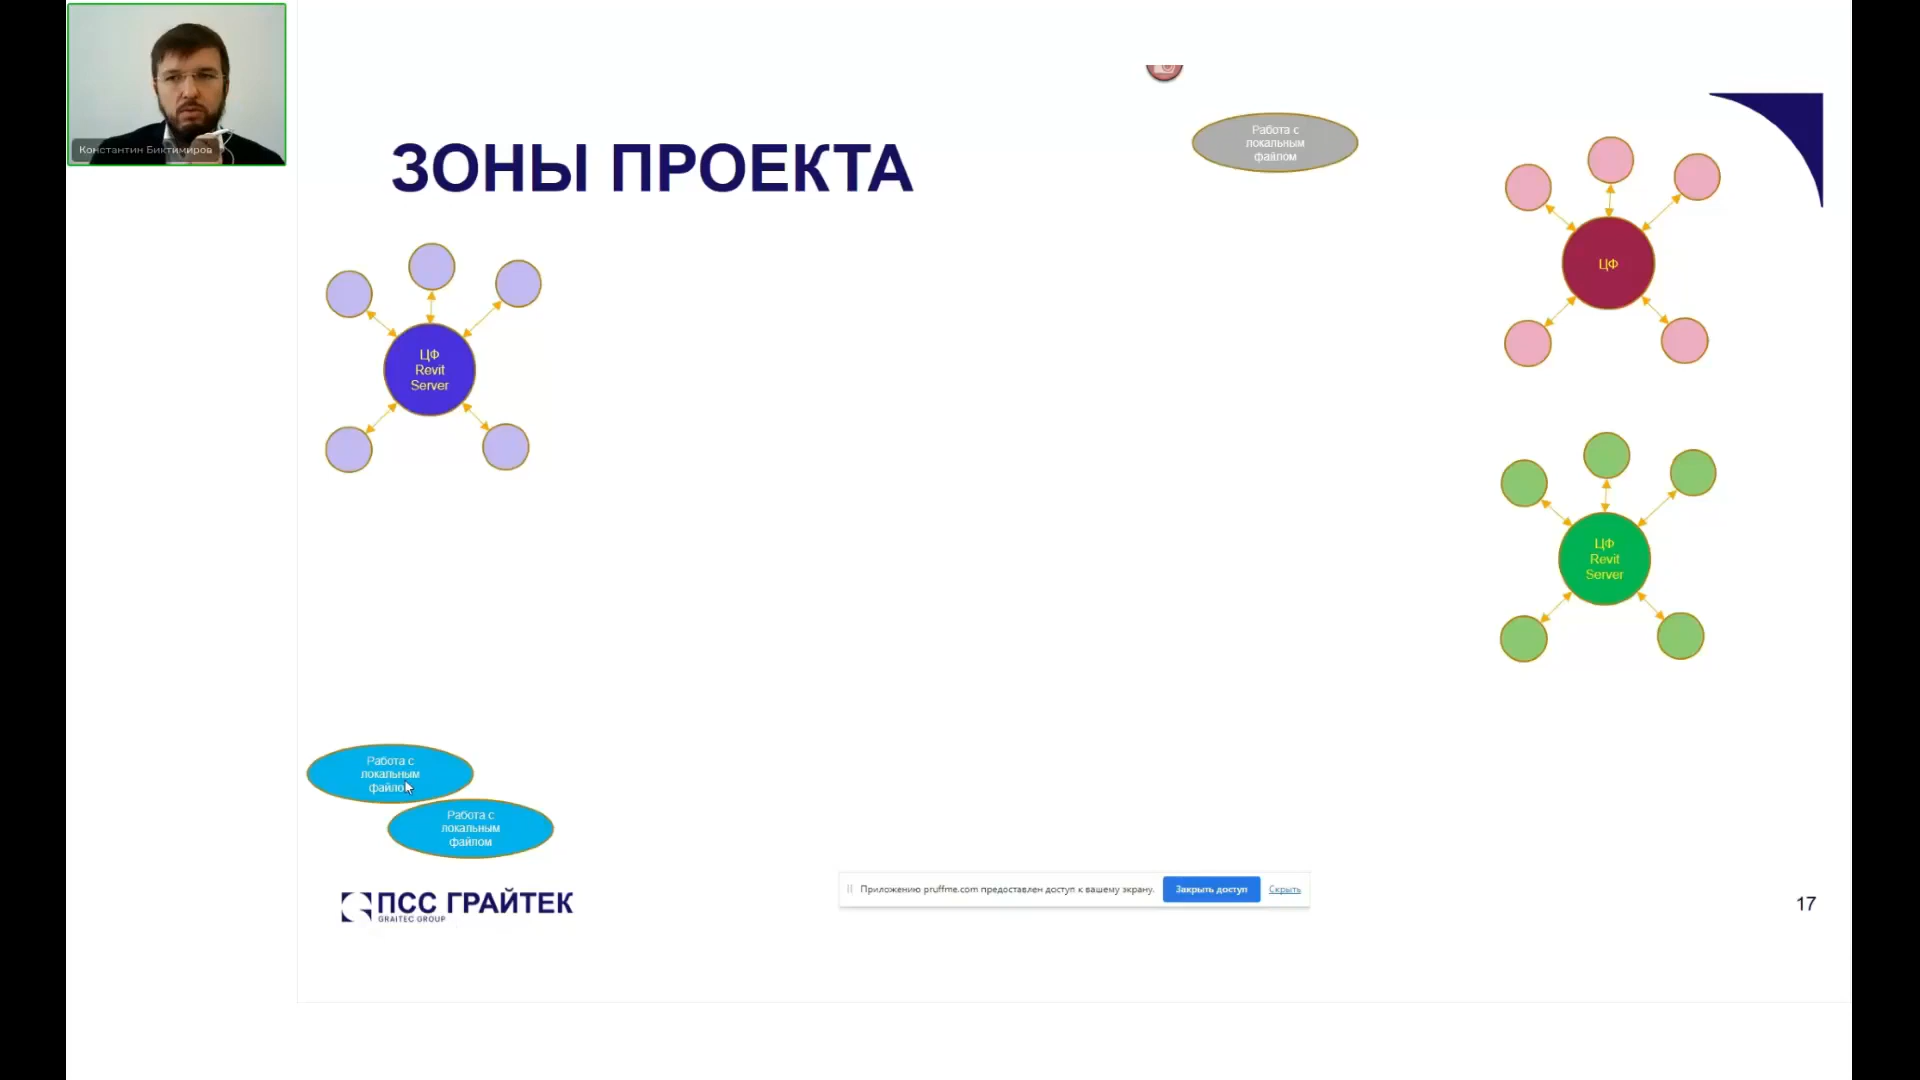 Константин Биктимиров
Работа с
локальным
файлом
ЗОНЫ ПРОЕКТА
ЦФ
ЦФ
Revit
Server
ЦФ
Revit
Server
Работа с
локальным
файлом
Работа с
локальным
файлом
ПСС ГРАЙТЕК
GRAITEC GROUP
Приложению pruffme.com предоставлен доступ к вашему экрану.
Закрыть доступ
Скрыть
17